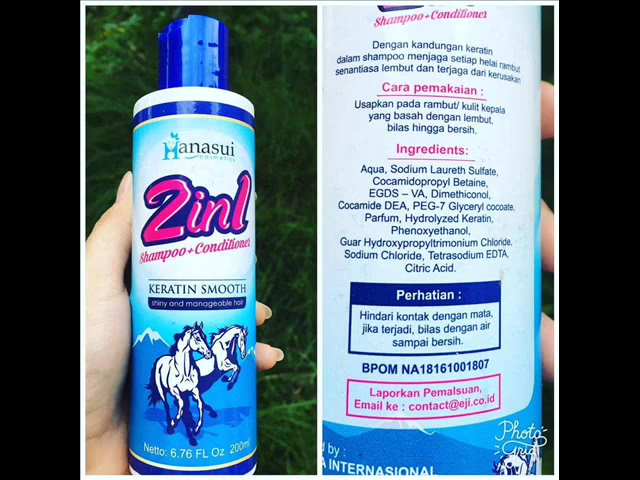 Hanasui
cosmetics
2in1
Shampoo+Conditioner
KERATIN SMOOTH
shiny and manageable hair
Netto: 6.76 FL Oz 200ml
Shampoo+Conditioner
Dengan kandungan keratin
dalam shampoo menjaga setiap helai rambut
senantiasa lembut dan terjaga dari kerusakan
Cara pemakaian :
Usapkan pada rambut/ kulit kepala
yang basah dengan lembut,
bilas hingga bersih.
Ingredients:
Aqua, Sodium Laureth Sulfate,
Cocamidopropyl Betaine,
EGDS – VA, Dimethiconol,
Cocamide DEA, PEG-7 Glyceryl cocoate,
Parfum, Hydrolyzed Keratin,
Phenoxyethanol,
Guar Hydroxypropyltrimonium Chloride,
Sodium Chloride, Tetrasodium EDTA,
Citric Acid.
Perhatian :
Hindari kontak dengan mata,
jika terjadi, bilas dengan air
sampai bersih.
BPOM NA18161001807
Laporkan Pemalsuan,
Email ke : contact@eji.co.id
d by :
A INTERNASIONAL
Photo
Grid